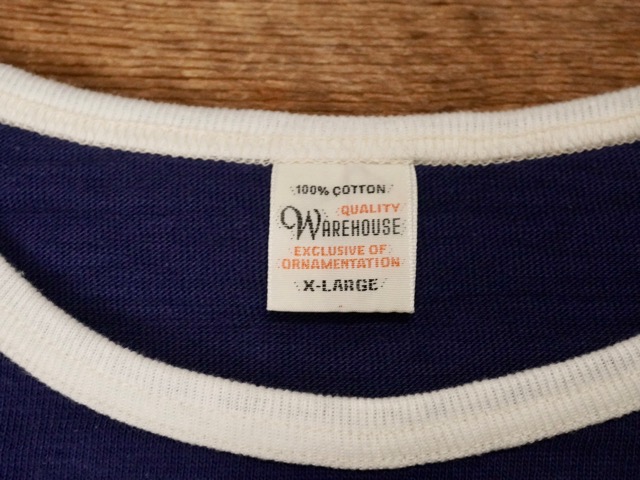 100% COTTON
QUALITY
WAREHOUSE
EXCLUSIVE OF
ORNAMENTATION
X-LARGE